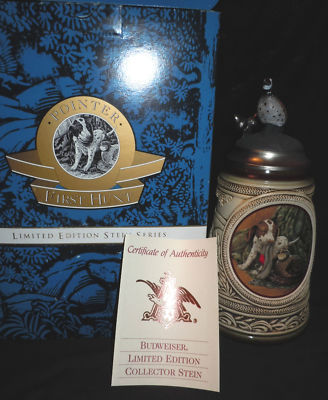 POINTER
FIRST HUNT
LIMITED EDITION STEIN SERIES
Certificate of Authenticity
BUDWEISER
LIMITED EDITION
COLLECTOR STEIN